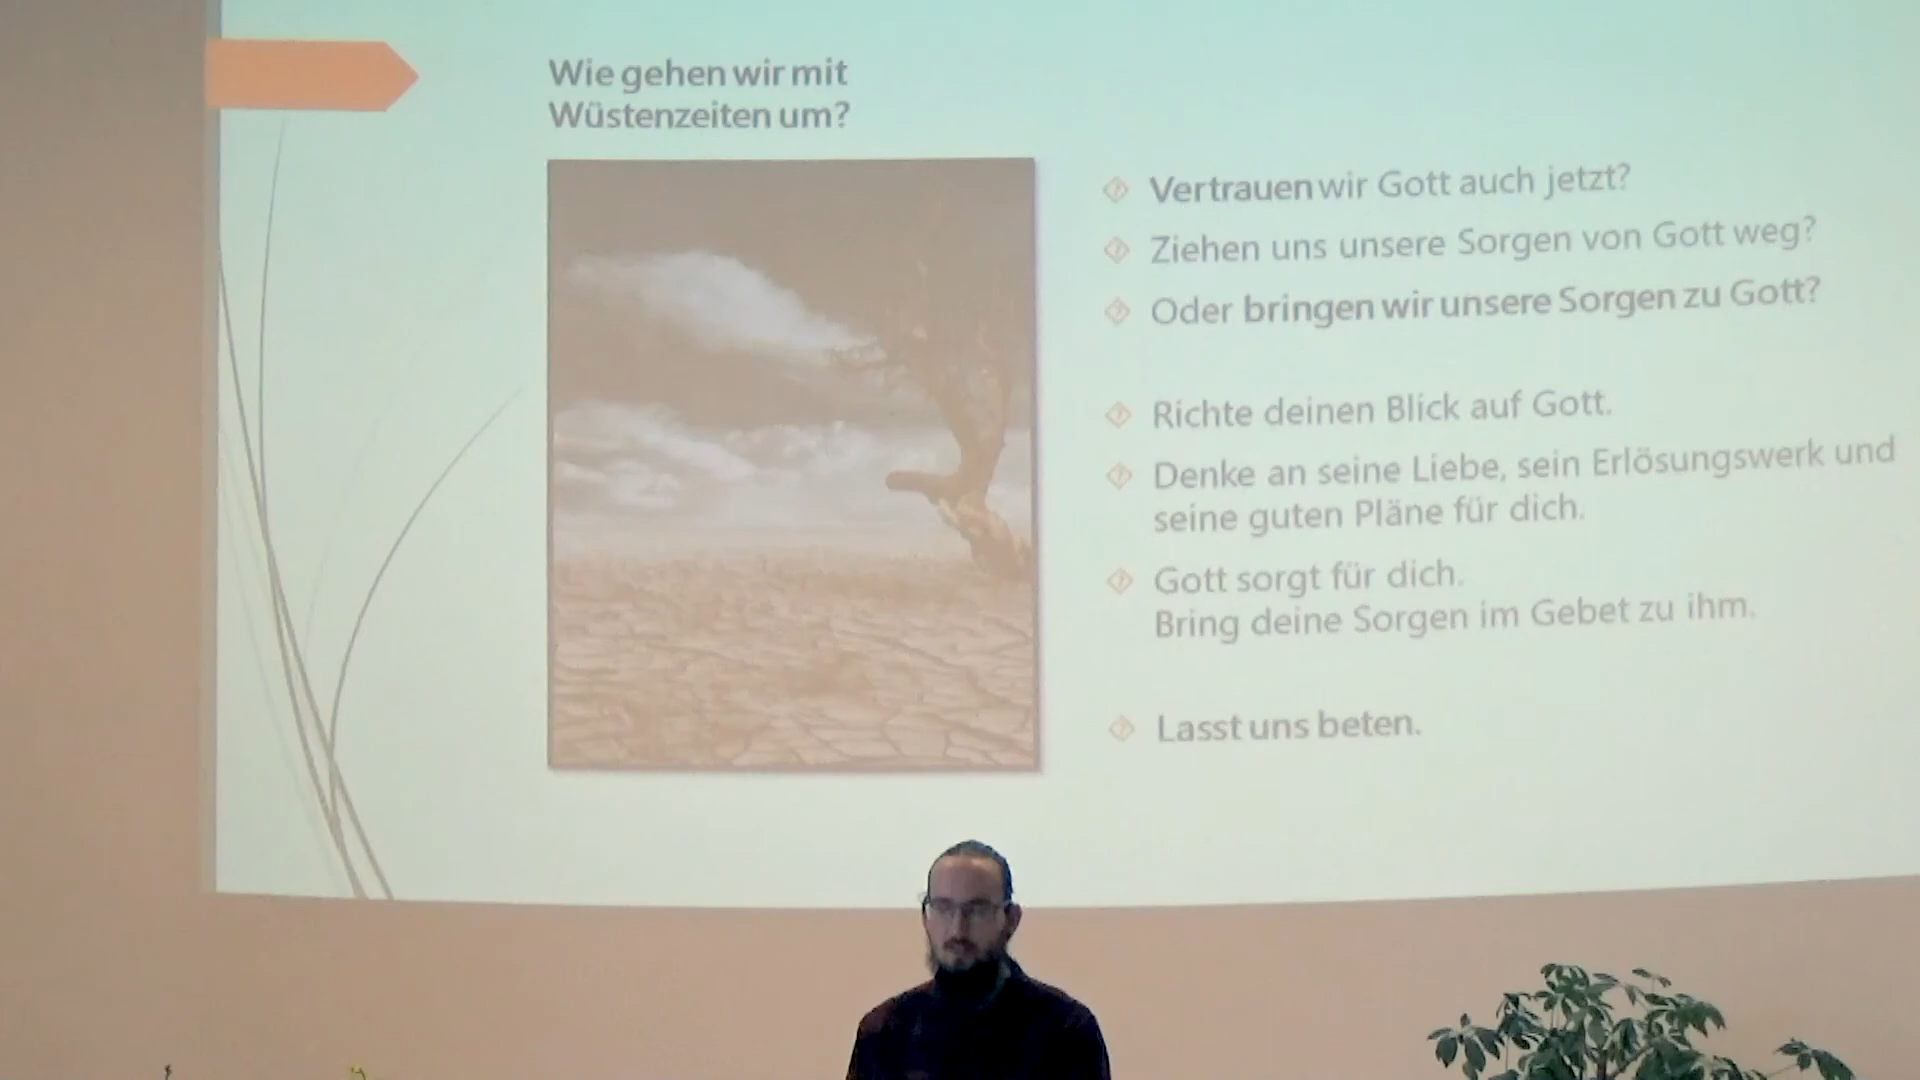 Wie gehen wir mit
Wüstenzeiten um?
Vertrauen wir Gott auch jetzt?
Ziehen uns unsere Sorgen von Gott weg?
Oder bringen wir unsere Sorgen zu Gott?
Richte deinen Blick auf Gott.
Denke an seine Liebe, sein Erlösungswerk und
seine guten Pläne für dich.
Gott sorgt für dich.
Bring deine Sorgen im Gebet zu ihm.
Lasst uns beten.